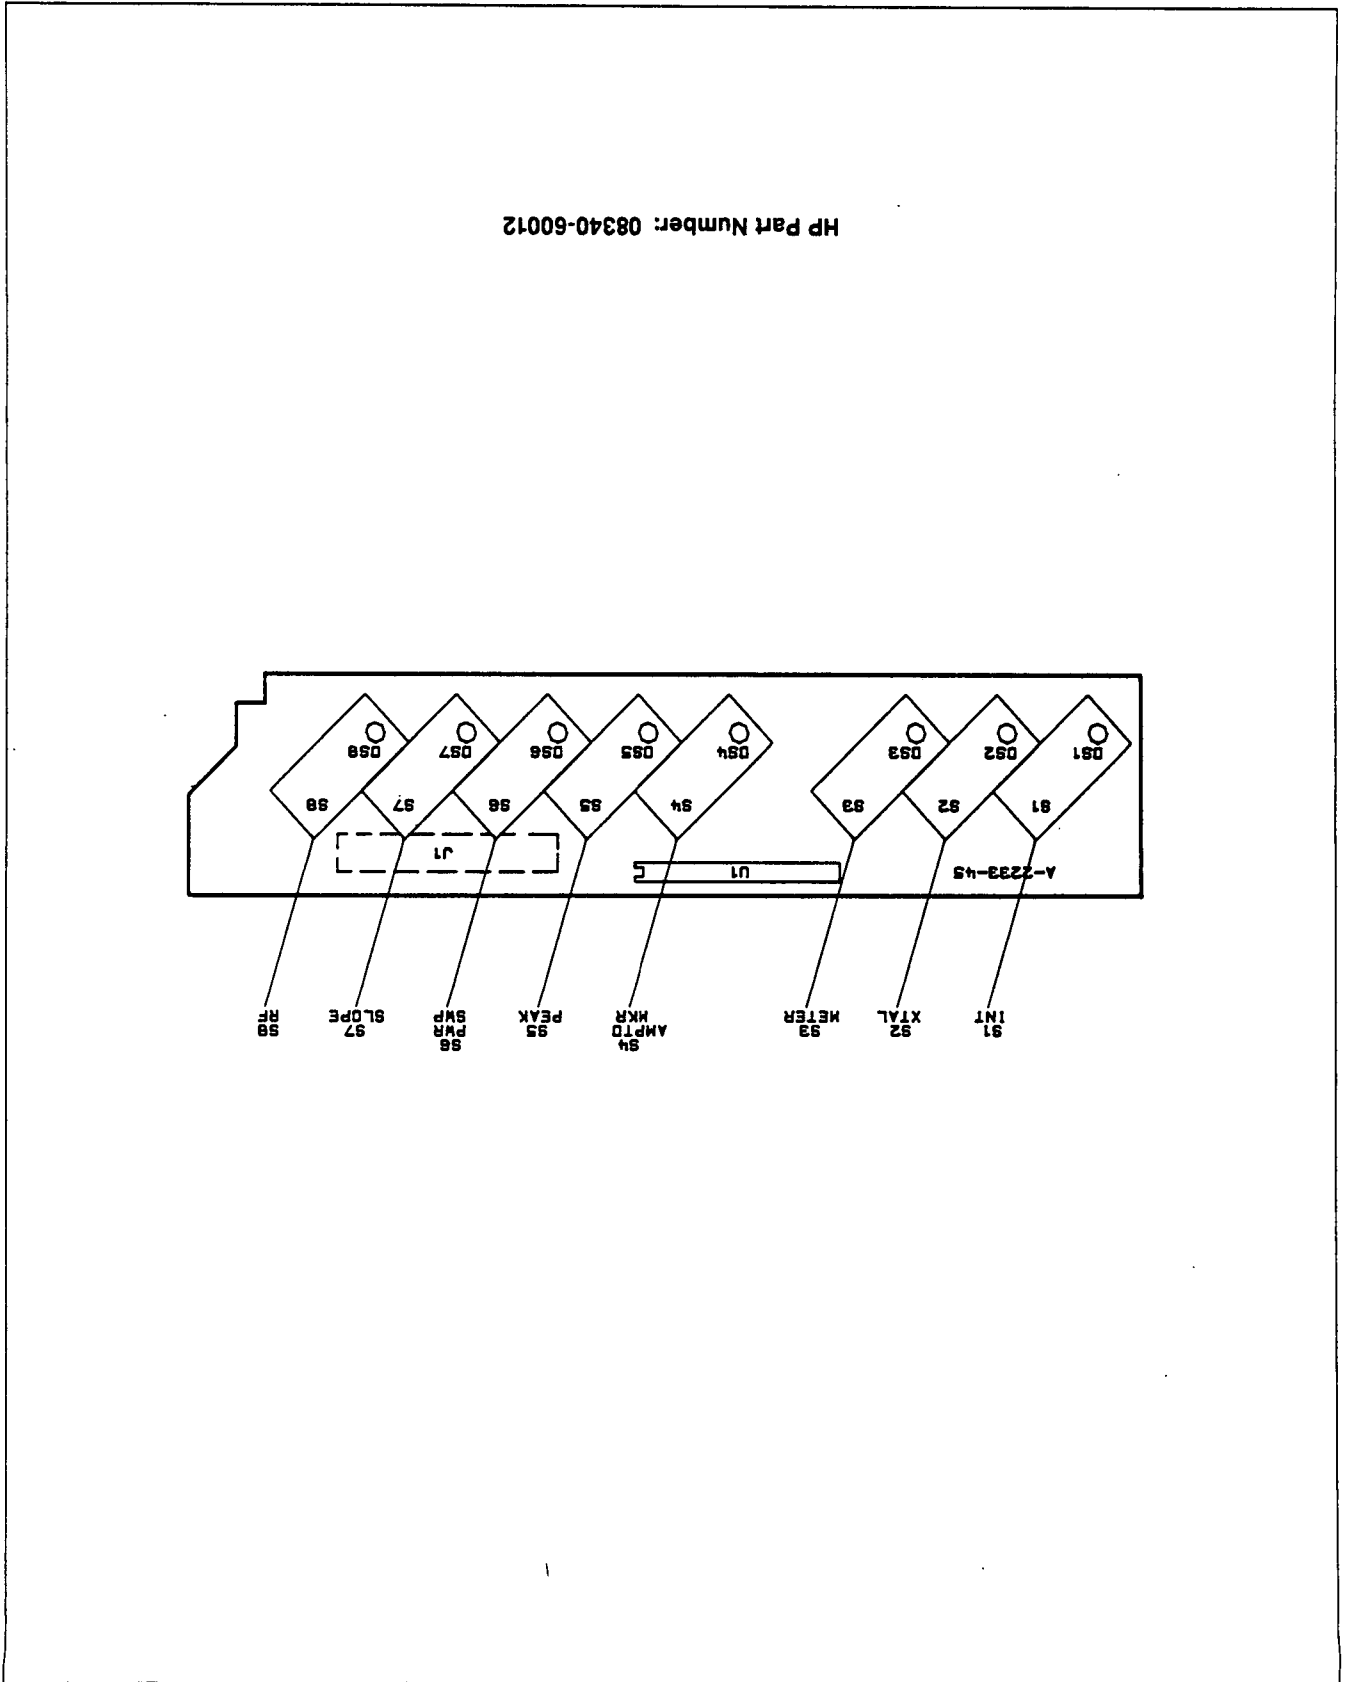 S1
INT
S2
XTAL
S3
METER
S4
AMPTD
MKR
S5
PEAK
S6
PWR
SWP
S7
SLOPE
S8
RF
A-2233-45
U1
J1
S1
S2
S3
S4
S5
S6
S7
S8
DS1
DS2
DS3
DS4
DS5
DS6
DS7
DS8
HP Part Number: 08340-60012